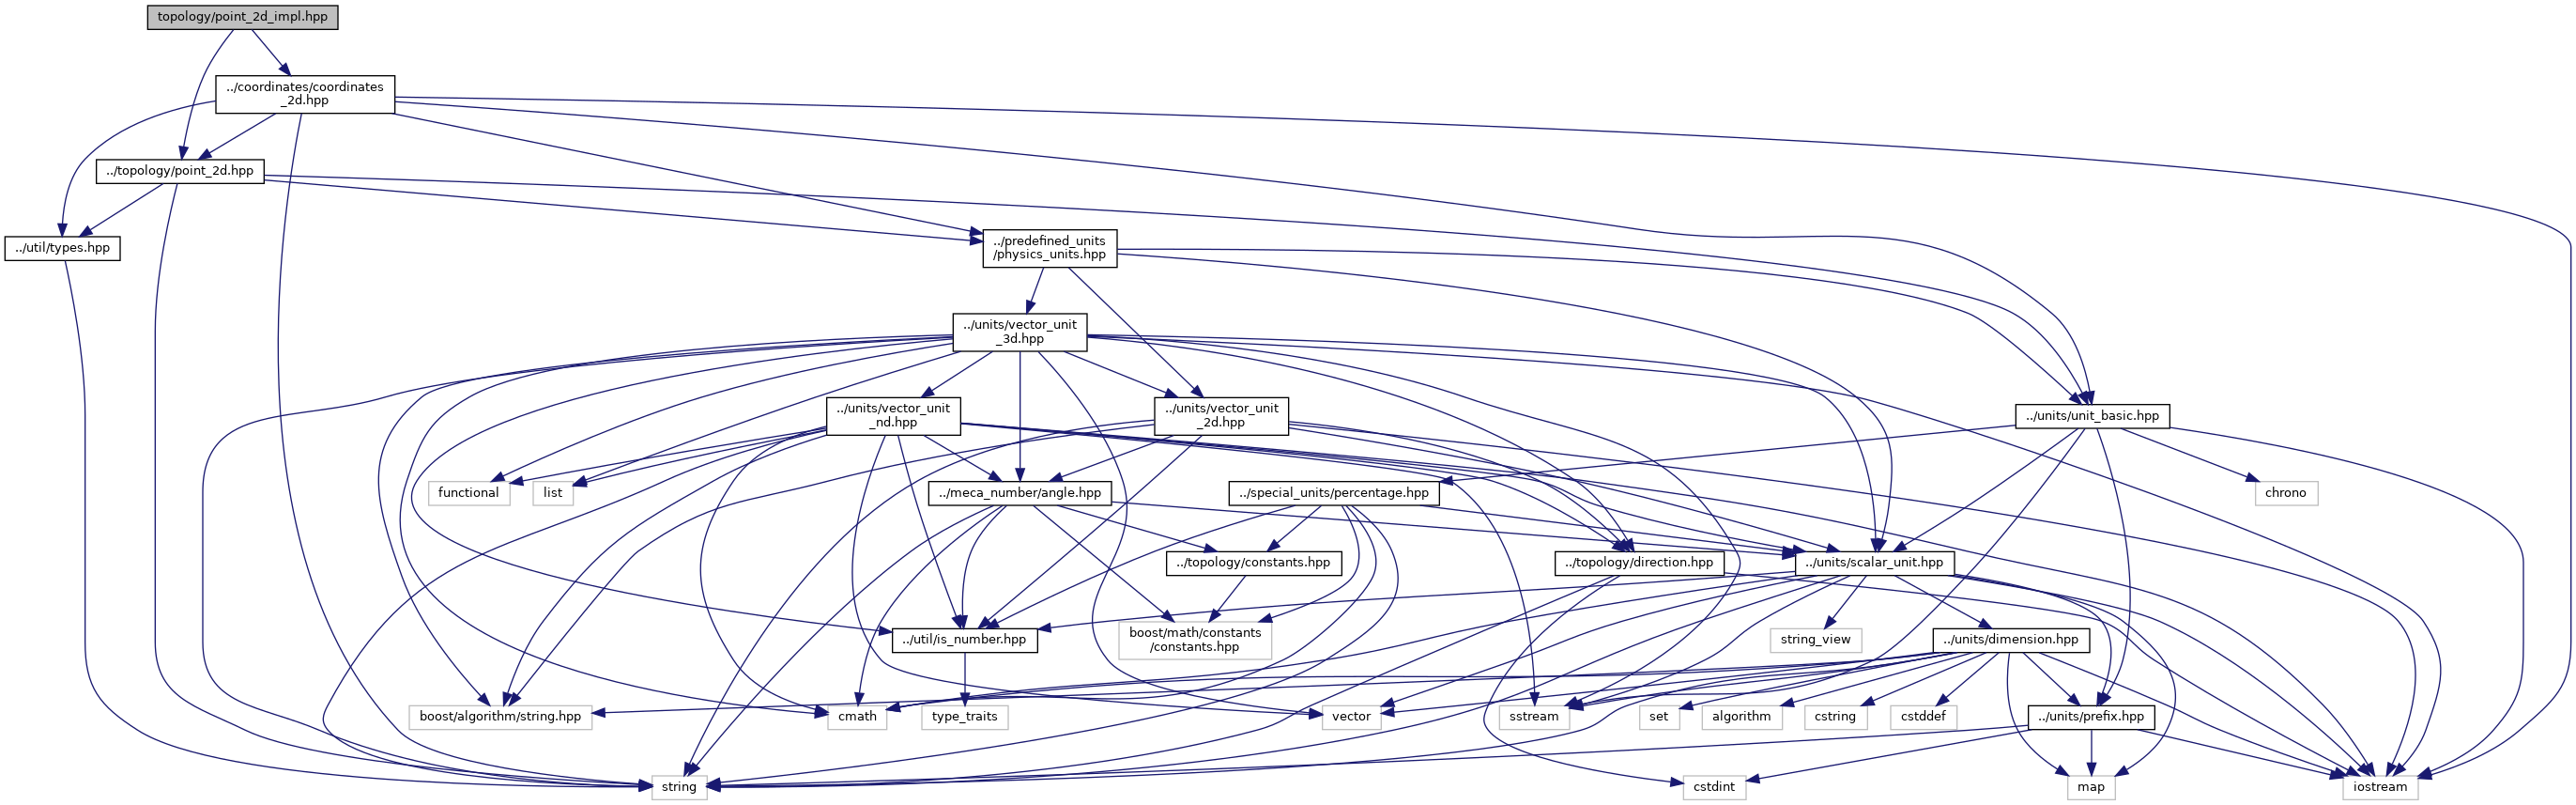 topology/point_2d_impl.hpp
../coordinates/coordinates
_2d.hpp
../topology/point_2d.hpp
../util/types.hpp
../predefined_units
/physics_units.hpp
../units/vector_unit
_3d.hpp
../units/vector_unit
_nd.hpp
../units/vector_unit
_2d.hpp
../units/unit_basic.hpp
functional
list
../meca_number/angle.hpp
../special_units/percentage.hpp
chrono
../topology/constants.hpp
../topology/direction.hpp
../units/scalar_unit.hpp
../util/is_number.hpp
boost/math/constants
/constants.hpp
string_view
../units/dimension.hpp
boost/algorithm/string.hpp
cmath
type_traits
vector
sstream
set
algorithm
cstring
cstddef
../units/prefix.hpp
string
cstdint
map
iostream